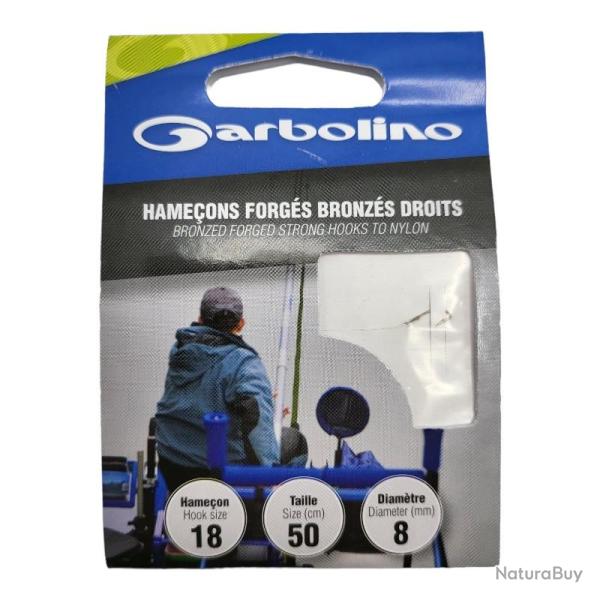 Garbolino
HAMEÇONS FORGÉS BRONZÉS DROITS
BRONZED FORGED STRONG HOOKS TO NYLON
Hameçon
Hook size
18
Taille
Size (cm)
50
Diamètre
Diameter (mm)
8
NaturaBuy